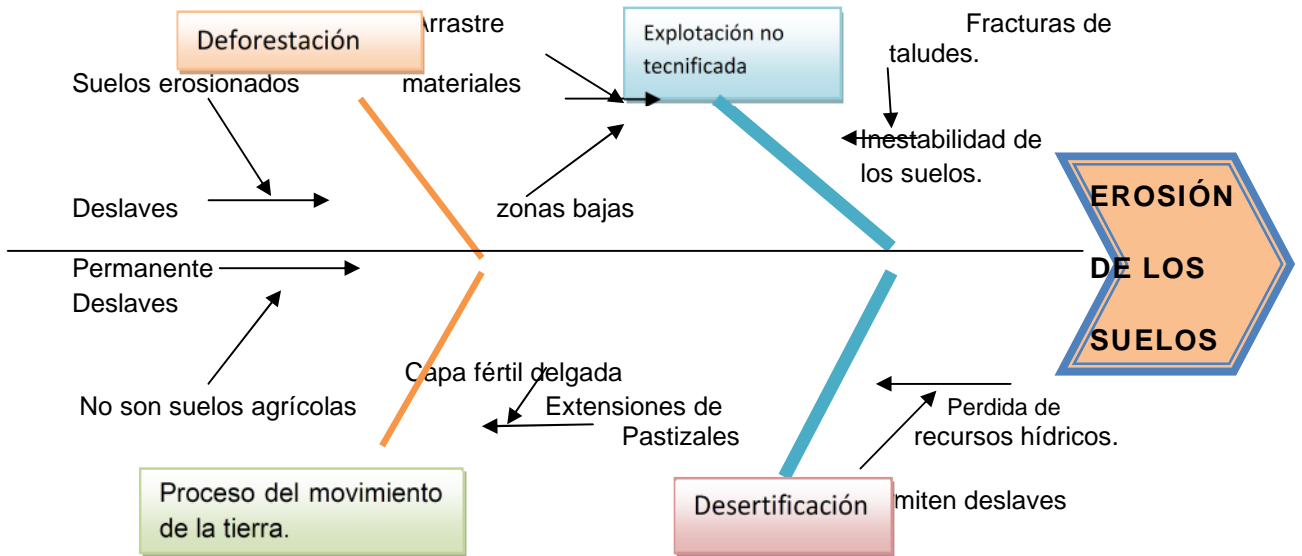 Deforestación
Arrastre
materiales
Explotación no
tecnificada
Fracturas de
taludes.
Suelos erosionados
Inestabilidad de
los suelos.
Deslaves
zonas bajas
EROSIÓN
DE LOS
SUELOS
Permanente
Deslaves
No son suelos agrícolas
Capa fértil delgada
Extensiones de
Pastizales
Perdida de
recursos hídricos.
Proceso del movimiento
de la tierra.
Desertificación
miten deslaves